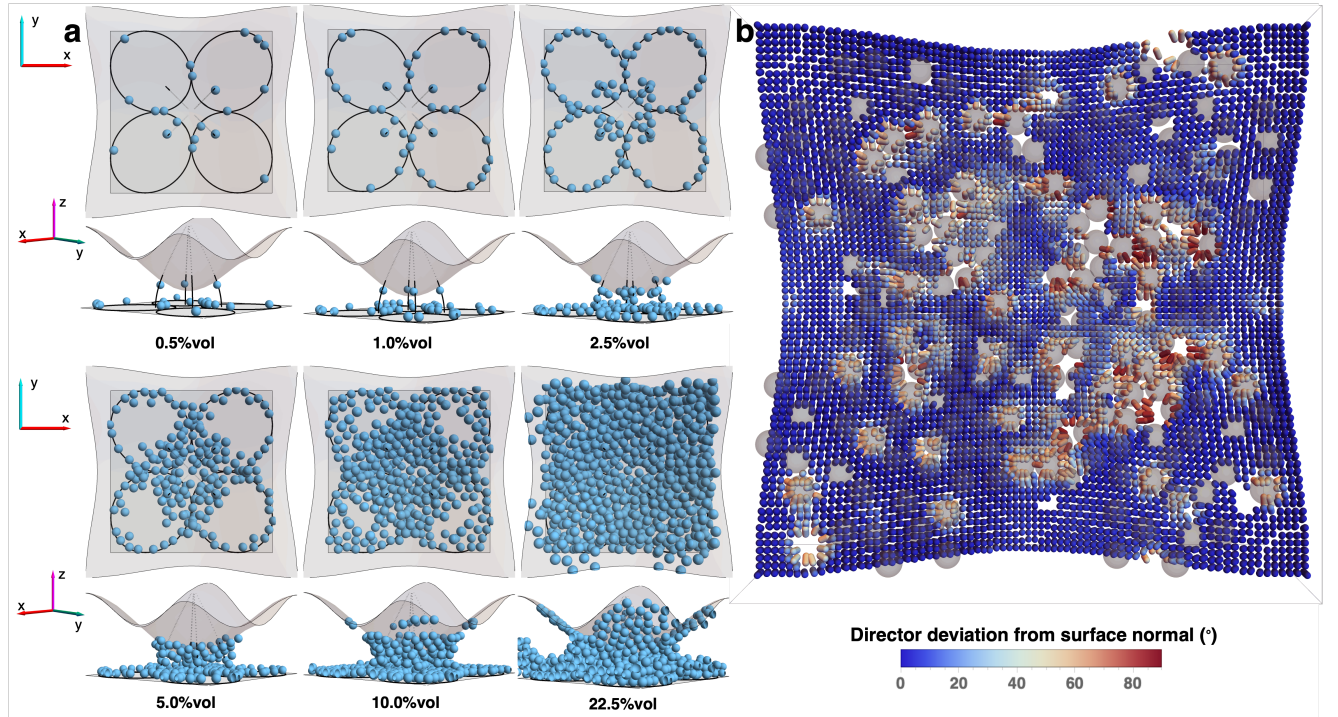 a
y
x
z
x
y
0.5%vol
1.0%vol
2.5%vol
y
x
z
x
y
5.0%vol
10.0%vol
22.5%vol
b
Director deviation from surface normal (°)
0 20 40 60 80